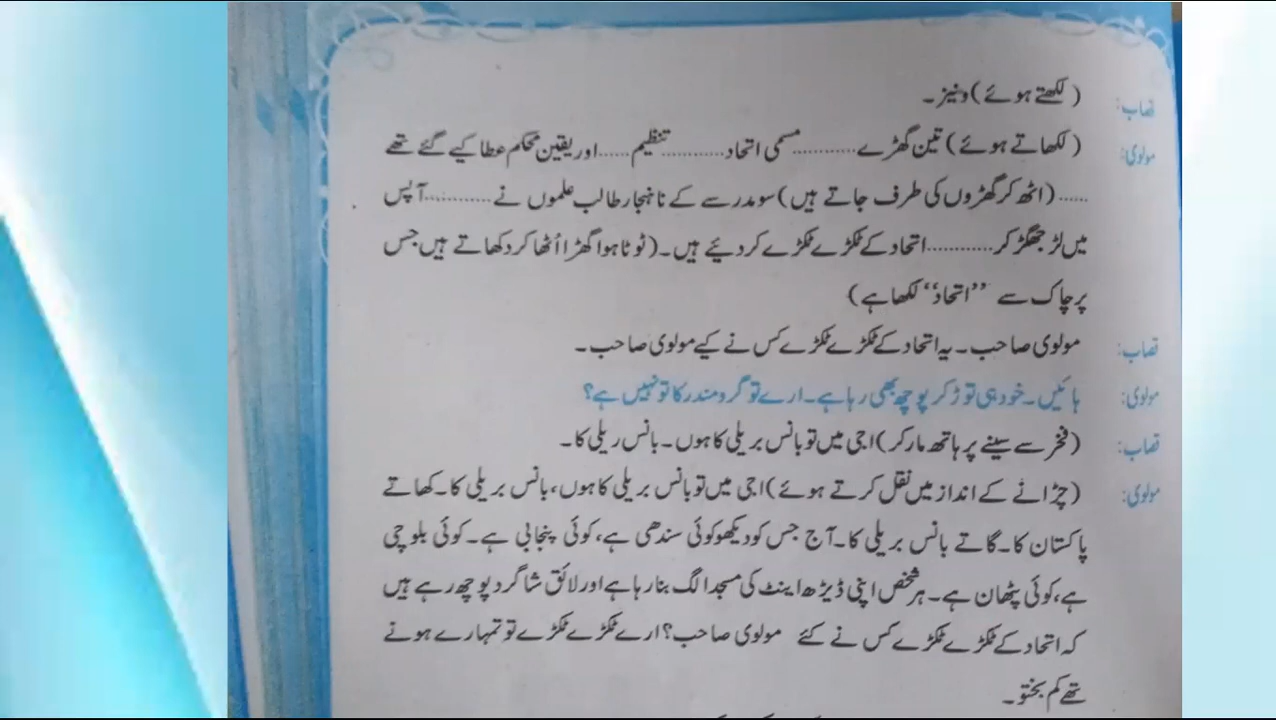 قصاب: (لکھتے ہوئے) ونیز۔
مولوی: (لکھاتے ہوئے) تین گھڑے............مسمی اتحاد............تنظیم......اور یقین محکم عطا کیے گئے تھے
......(اٹھ کر گھڑوں کی طرف جاتے ہیں) سو مدرسے کے ناہنجار طالب علموں نے............آپس
میں لڑ جھگڑ کر............اتحاد کے ٹکڑے ٹکڑے کر دئیے ہیں۔ (ٹوٹا ہوا گھڑا اُٹھا کر دکھاتے ہیں جس
پر چاک سے ’’اتحاد‘‘ لکھا ہے)
قصاب: مولوی صاحب۔ یہ اتحاد کے ٹکڑے ٹکڑے کس نے کیے مولوی صاحب۔
مولوی: ہائیں۔ خود ہی توڑ کر پوچھ بھی رہا ہے۔ ارے تو گرومندر کا تو نہیں ہے؟
قصاب: (فخر سے سینے پر ہاتھ مار کر) اجی میں تو بانس بریلی کا ہوں۔ بانس ریلی کا۔
مولوی: (چڑانے کے انداز میں نقل کرتے ہوئے) اجی میں تو بانس بریلی کا ہوں، بانس بریلی کا۔ کھاتے
پاکستان کا۔ گاتے بانس بریلی کا۔ آج جس کو دیکھو کوئی سندھی ہے، کوئی پنجابی ہے۔ کوئی بلوچی
ہے، کوئی پٹھان ہے۔ ہر شخص اپنی ڈیڑھ اینٹ کی مسجد الگ بنا رہا ہے اور لائق شاگرد پوچھ رہے ہیں
کہ اتحاد کے ٹکڑے ٹکڑے کس نے کئے مولوی صاحب؟ ارے ٹکڑے ٹکڑے تو تمہارے ہونے
تھے کم بختو۔